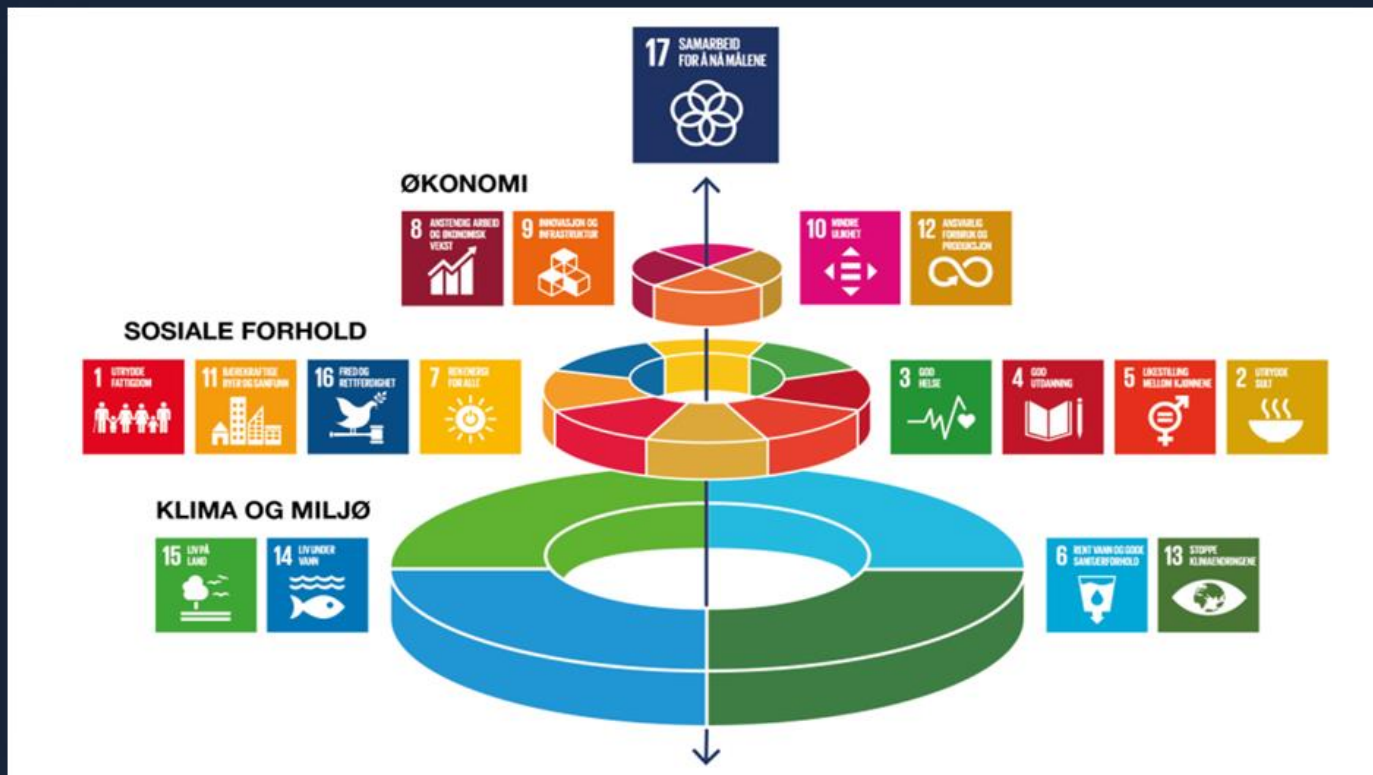 17 SAMARBEID
FOR Å NÅ MÅLENE
ØKONOMI
8 ANSTENDIG ARBEID
OG ØKONOMISK
VEKST
9 INNOVASJON OG
INFRASTRUKTUR
10 MINDRE
ULIKHET
12 ANSVARLIG
FORBRUK OG
PRODUKSJON
SOSIALE FORHOLD
1 UTRYDDE
FATTIGDOM
11 BÆREKRAFTIGE
BYER OG SAMFUNN
16 FRED OG
RETTFERDIGHET
7 REN ENERGI
FOR ALLE
3 GOD
HELSE
4 GOD
UTDANNING
5 LIKESTILLING
MELLOM KJØNNENE
2 UTRYDDE
SULT
KLIMA OG MILJØ
15 LIV PÅ
LAND
14 LIV UNDER
VANN
6 RENT VANN OG GODE
SANITÆRFORHOLD
13 STOPPE
KLIMAENDRINGENE